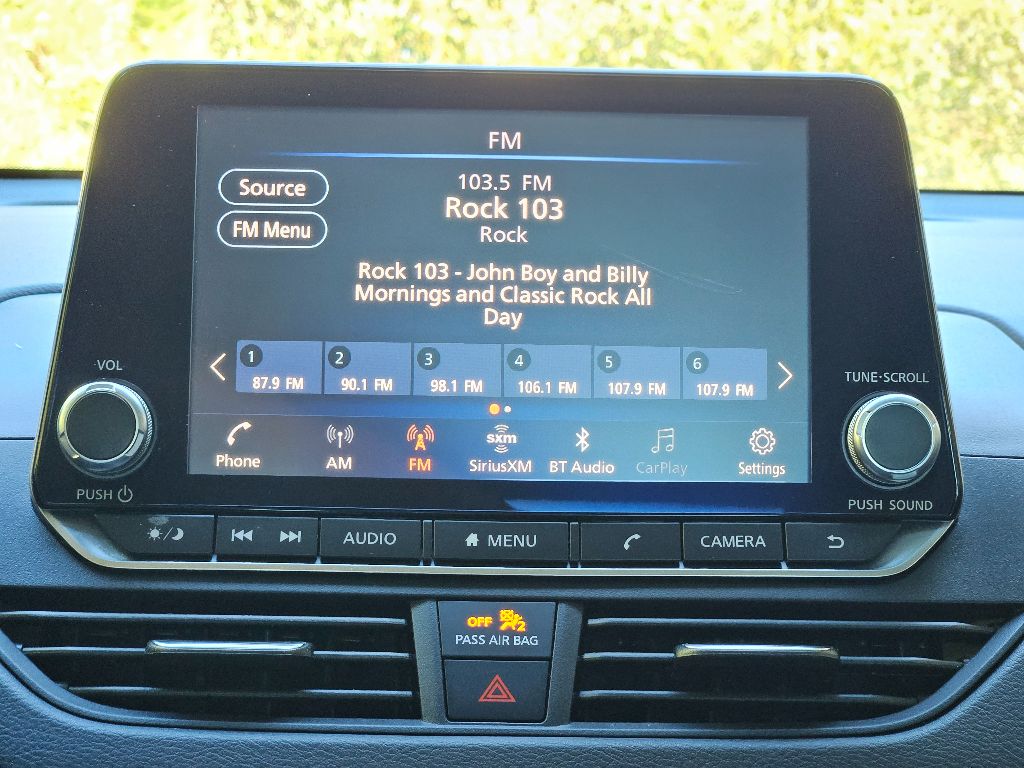 FM
Source
FM Menu
103.5 FM
Rock 103
Rock
Rock 103 - John Boy and Billy
Mornings and Classic Rock All
Day
1 2 3 4 5 6
87.9 FM 90.1 FM 98.1 FM 106.1 FM 107.9 FM 107.9 FM
sxm
Phone AM FM SiriusXM BT Audio CarPlay Settings
VOL
PUSH
TUNE·SCROLL
PUSH SOUND
AUDIO MENU CAMERA
OFF 2
PASS AIR BAG